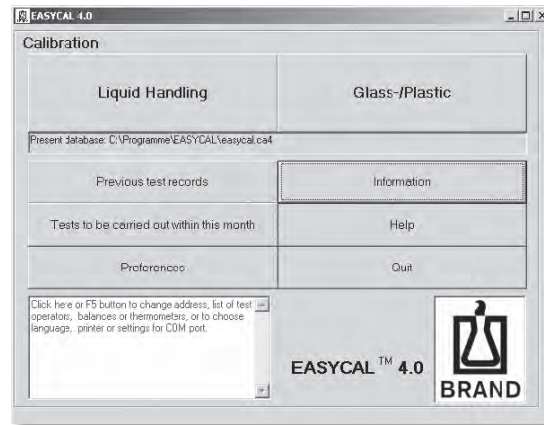 EASYCAL 4.0
Calibration
Liquid Handling
Glass-/Plastic
Present database: C:\Programme\EASYCAL\easycal.ca4
Previous test records
Information
Tests to be carried out within this month
Help
Preferences
Quit
Click here or F5 button to change address, list of test
operators, balances or thermometers, or to choose
language, printer or settings for COM port.
EASYCAL™ 4.0
BRAND